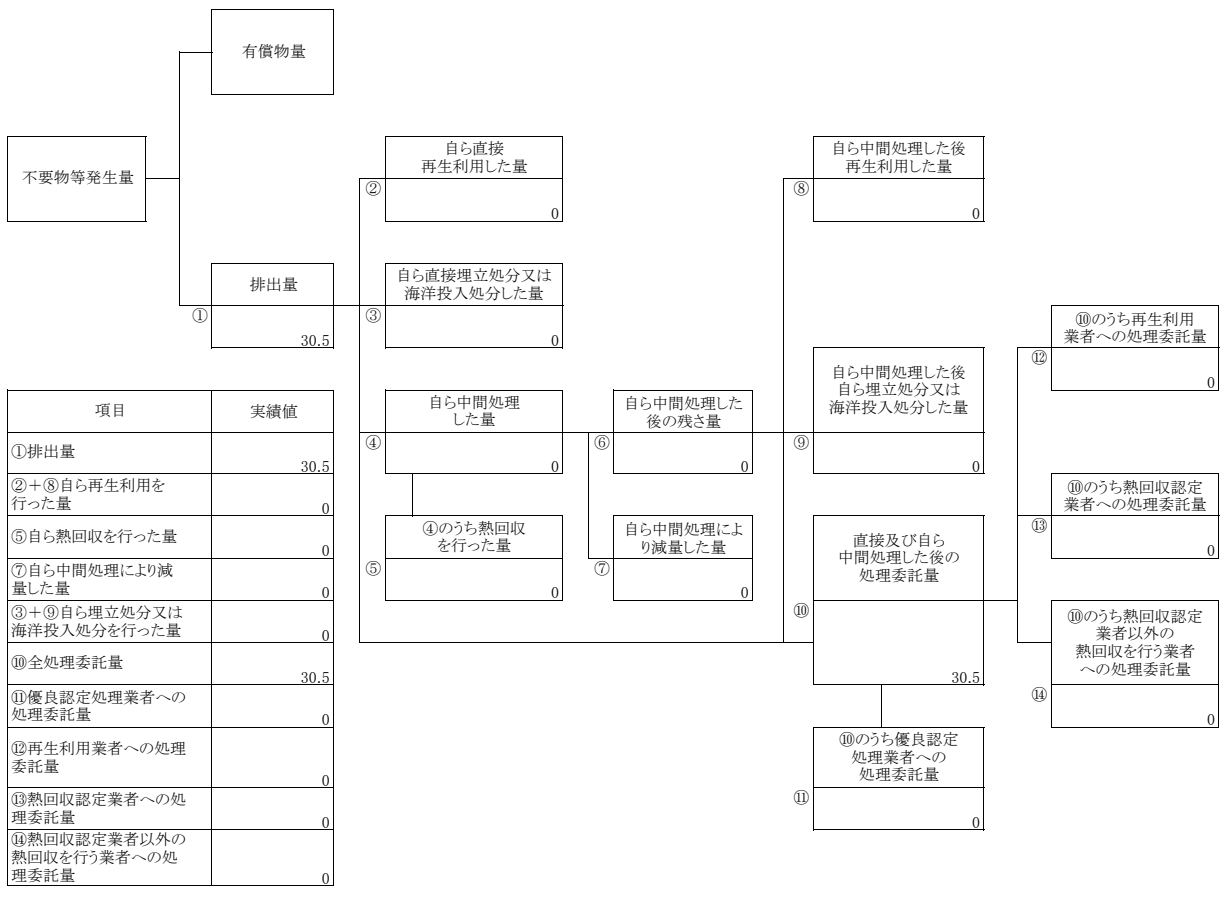 有償物量
不要物等発生量
自ら直接
再生利用した量
②
0
自ら中間処理した後
再生利用した量
⑧
0
排出量
①
30.5
自ら直接埋立処分又は
海洋投入処分した量
③
0
⑩のうち再生利用
業者への処理委託量
⑫
0
自ら中間処理
した量
④
0
自ら中間処理した
後の残さ量
⑥
0
自ら中間処理した後
自ら埋立処分又は
海洋投入処分した量
⑨
0
④のうち熱回収
を行った量
⑤
0
自ら中間処理によ
り減量した量
⑦
0
直接及び自ら
中間処理した後の
処理委託量
⑩
30.5
⑩のうち熱回収認定
業者への処理委託量
⑬
0
⑩のうち熱回収認定
業者以外の
熱回収を行う業者
への処理委託量
⑭
0
⑩のうち優良認定
処理業者への
処理委託量
⑪
0
項目 実績値
①排出量
30.5
②＋⑧自ら再生利用を
行った量
0
⑤自ら熱回収を行った量
0
⑦自ら中間処理により減
量した量
0
③＋⑨自ら埋立処分又は
海洋投入処分を行った量
0
⑩全処理委託量
30.5
⑪優良認定処理業者への
処理委託量
0
⑫再生利用業者への処理
委託量
0
⑬熱回収認定業者への処
理委託量
0
⑭熱回収認定業者以外の
熱回収を行う業者への処
理委託量
0